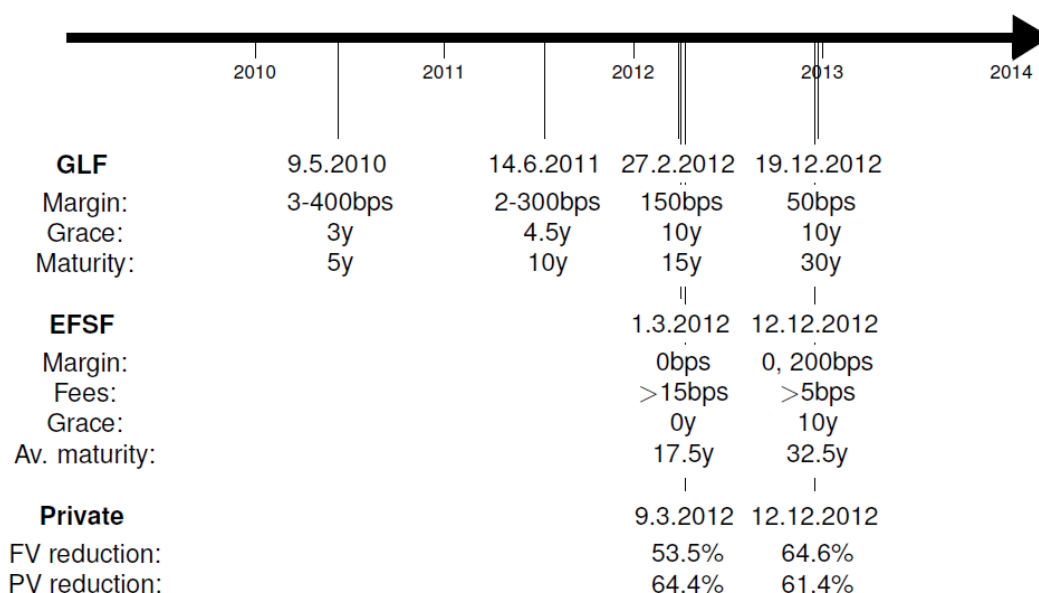 2010 2011 2012 2013 2014
GLF 9.5.2010 14.6.2011 27.2.2012 19.12.2012
Margin: 3-400bps 2-300bps 150bps 50bps
Grace: 3y 4.5y 10y 10y
Maturity: 5y 10y 15y 30y
EFSF 1.3.2012 12.12.2012
Margin: 0bps 0, 200bps
Fees: >15bps >5bps
Grace: 0y 10y
Av. maturity: 17.5y 32.5y
Private 9.3.2012 12.12.2012
FV reduction: 53.5% 64.6%
PV reduction: 64.4% 61.4%